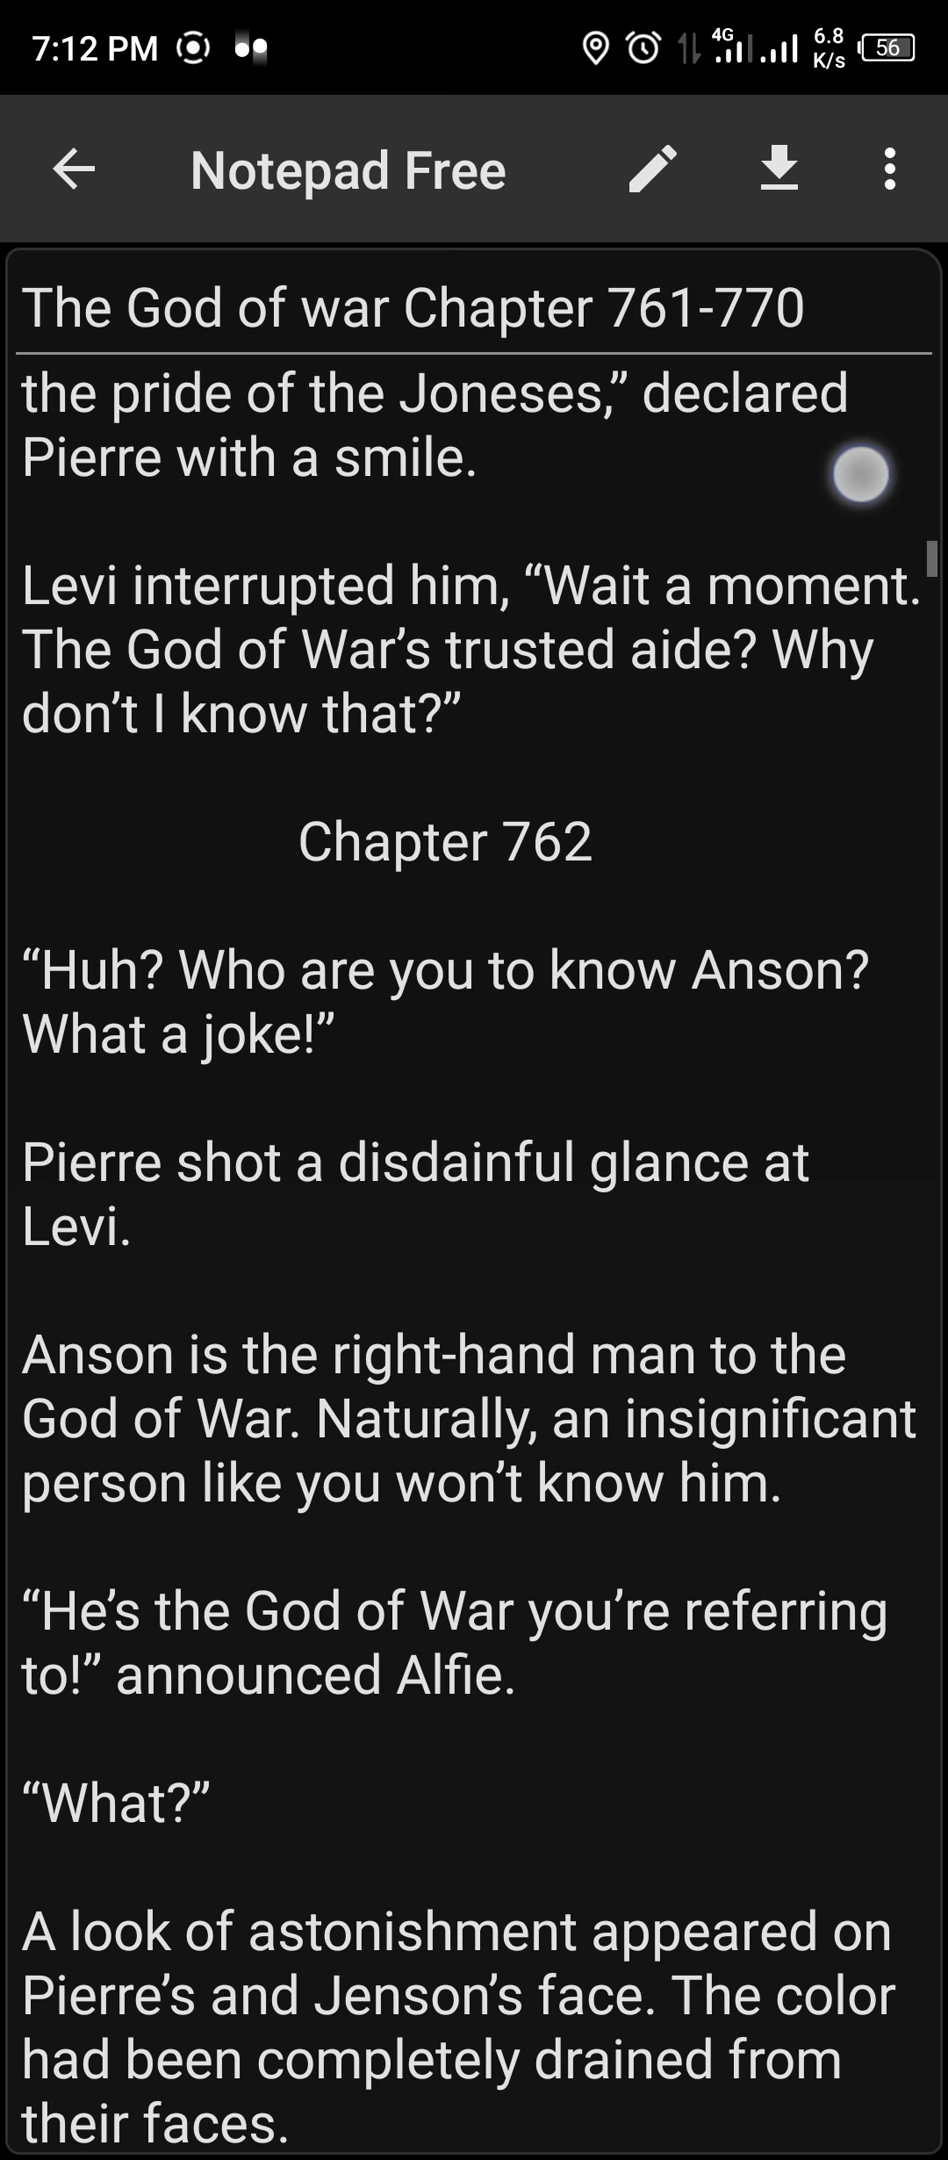 7:12 PM
4G
6.8
K/s
56
Notepad Free
The God of war Chapter 761-770
the pride of the Joneses,” declared
Pierre with a smile.
Levi interrupted him, “Wait a moment.
The God of War’s trusted aide? Why
don’t I know that?”
Chapter 762
“Huh? Who are you to know Anson?
What a joke!”
Pierre shot a disdainful glance at
Levi.
Anson is the right-hand man to the
God of War. Naturally, an insignificant
person like you won’t know him.
“He’s the God of War you’re referring
to!” announced Alfie.
“What?”
A look of astonishment appeared on
Pierre’s and Jenson’s face. The color
had been completely drained from
their faces.